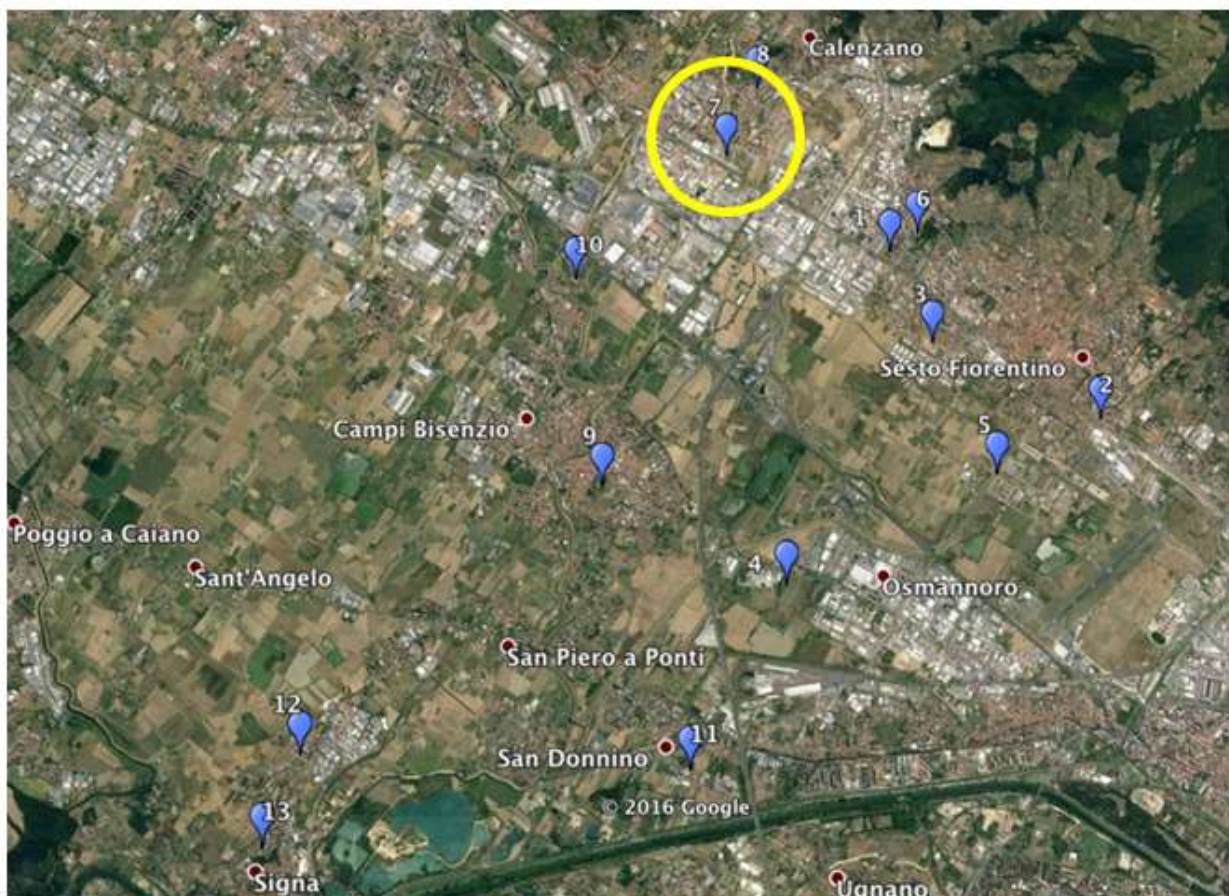 8
Calenzano
7
6
1
10
3
Sesto Fiorentino
2
Campi Bisenzio
9
5
Poggio a Caiano
Sant'Angelo
4
Osmannoro
San Piero a Ponti
12
11
San Donnino
© 2016 Google
13
Signa
Ugnano